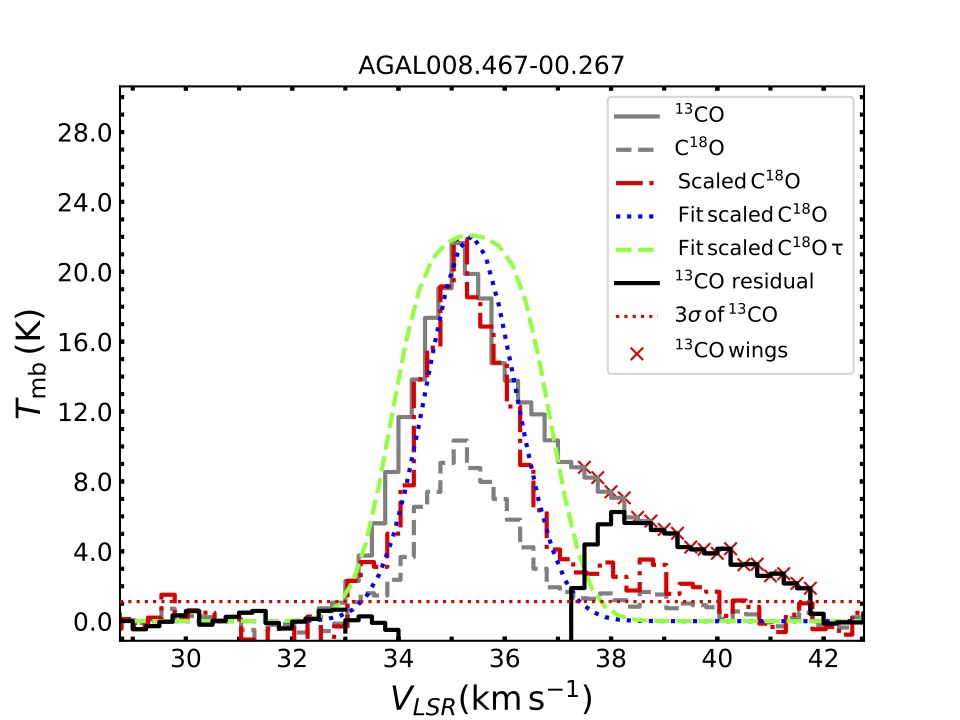 AGAL008.467-00.267
¹³CO
C¹⁸O
Scaled C¹⁸O
Fit scaled C¹⁸O
Fit scaled C¹⁸O τ
¹³CO residual
3σ of ¹³CO
¹³CO wings
28.0
24.0
20.0
16.0
12.0
8.0
4.0
0.0
T_mb (K)
30 32 34 36 38 40 42
V_LSR (km s⁻¹)